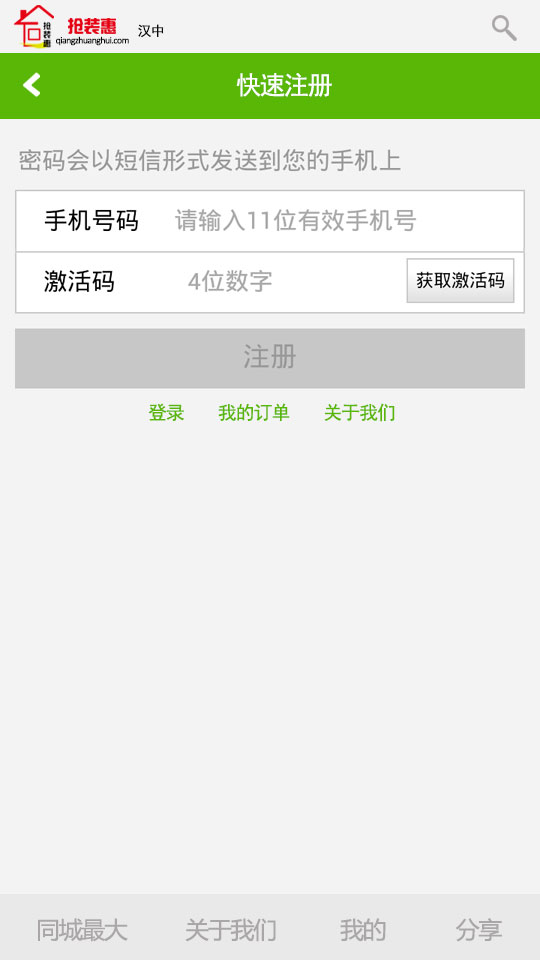 抢装惠 抢装惠 汉中
qiangzhuanghui.com
快速注册
密码会以短信形式发送到您的手机上
手机号码 请输入11位有效手机号
激活码 4位数字 获取激活码
注册
登录 我的订单 关于我们
同城最大 关于我们 我的 分享